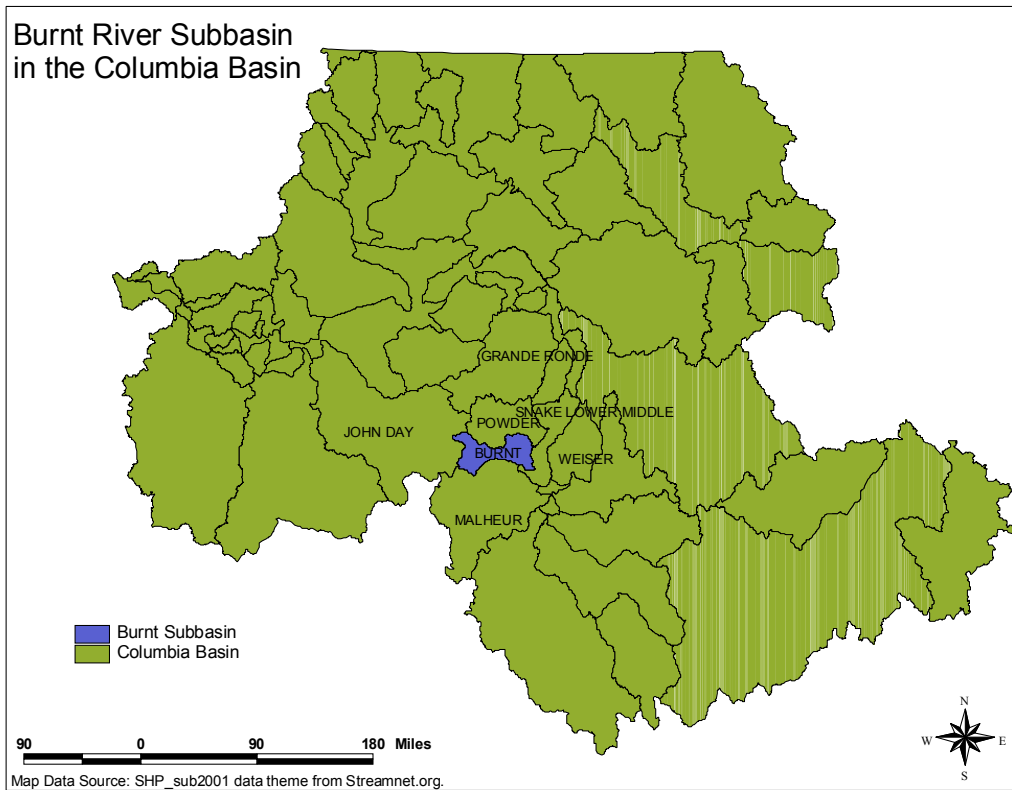 Burnt River Subbasin
in the Columbia Basin
GRANDE RONDE
SNAKE LOWER MIDDLE
POWDER
JOHN DAY
BURNT
WEISER
MALHEUR
Burnt Subbasin
Columbia Basin
N
W E
S
90 0 90 180 Miles
Map Data Source: SHP_sub2001 data theme from Streamnet.org.